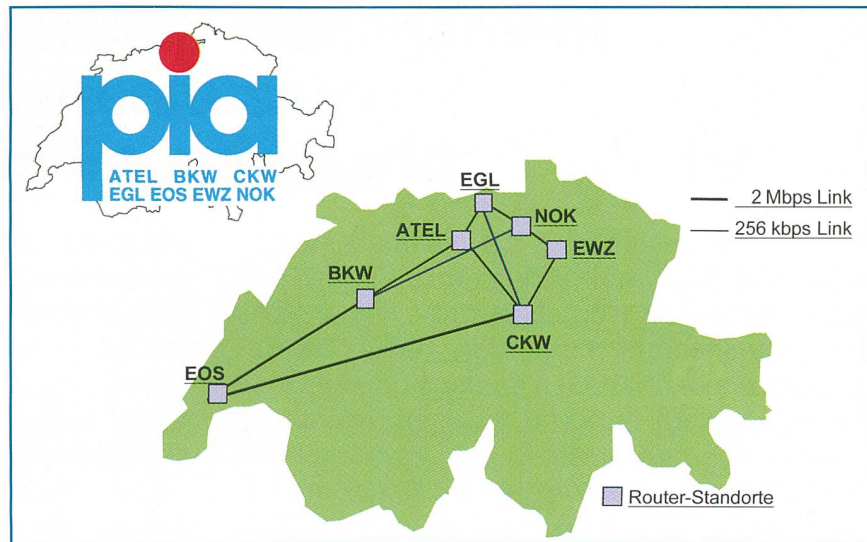 pia
ATEL BKW CKW
EGL EOS EWZ NOK
EGL
NOK
ATEL
EWZ
BKW
CKW
EOS
2 Mbps Link
256 kbps Link
Router-Standorte